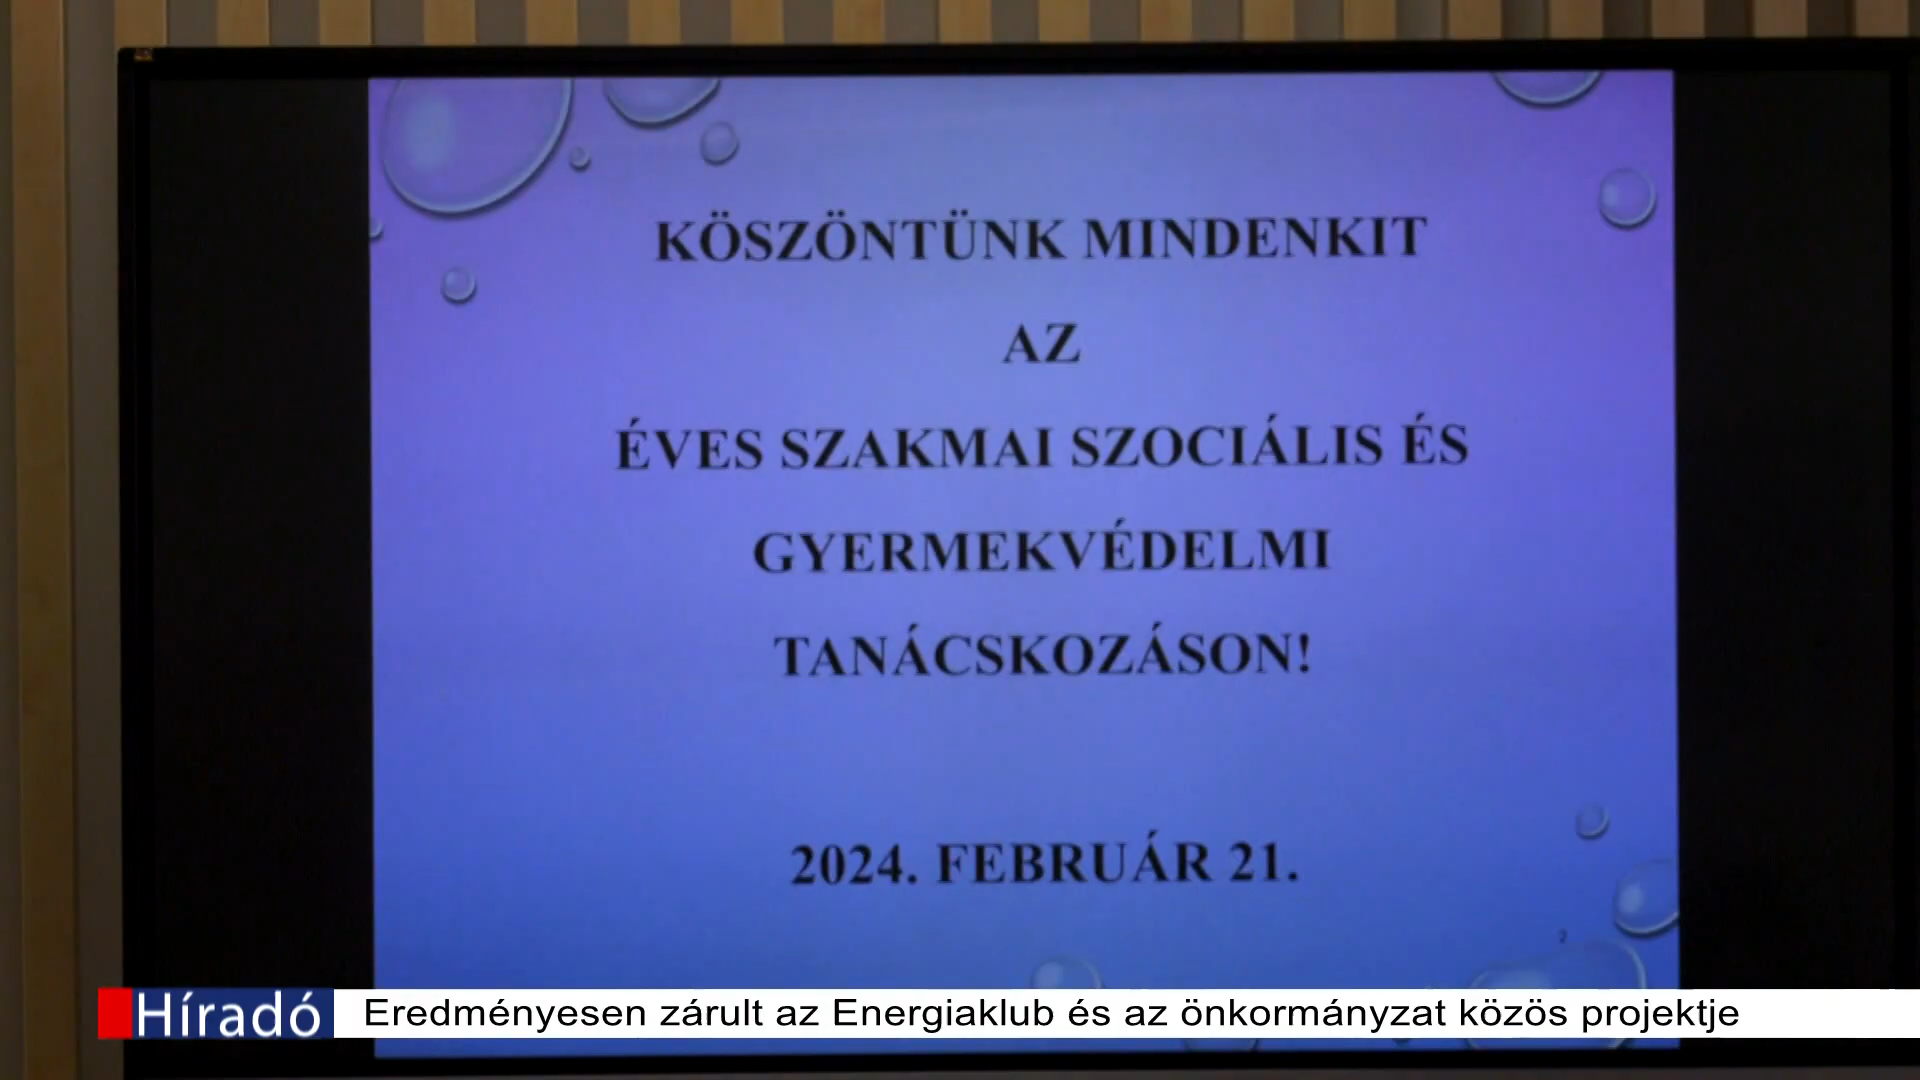 KÖSZÖNTÜNK MINDENKIT
AZ
ÉVES SZAKMAI SZOCIÁLIS ÉS
GYERMEKVÉDELMI
TANÁCSKOZÁSON!
2024. FEBRUÁR 21.
2
Híradó Eredményesen zárult az Energiaklub és az önkormányzat közös projektje